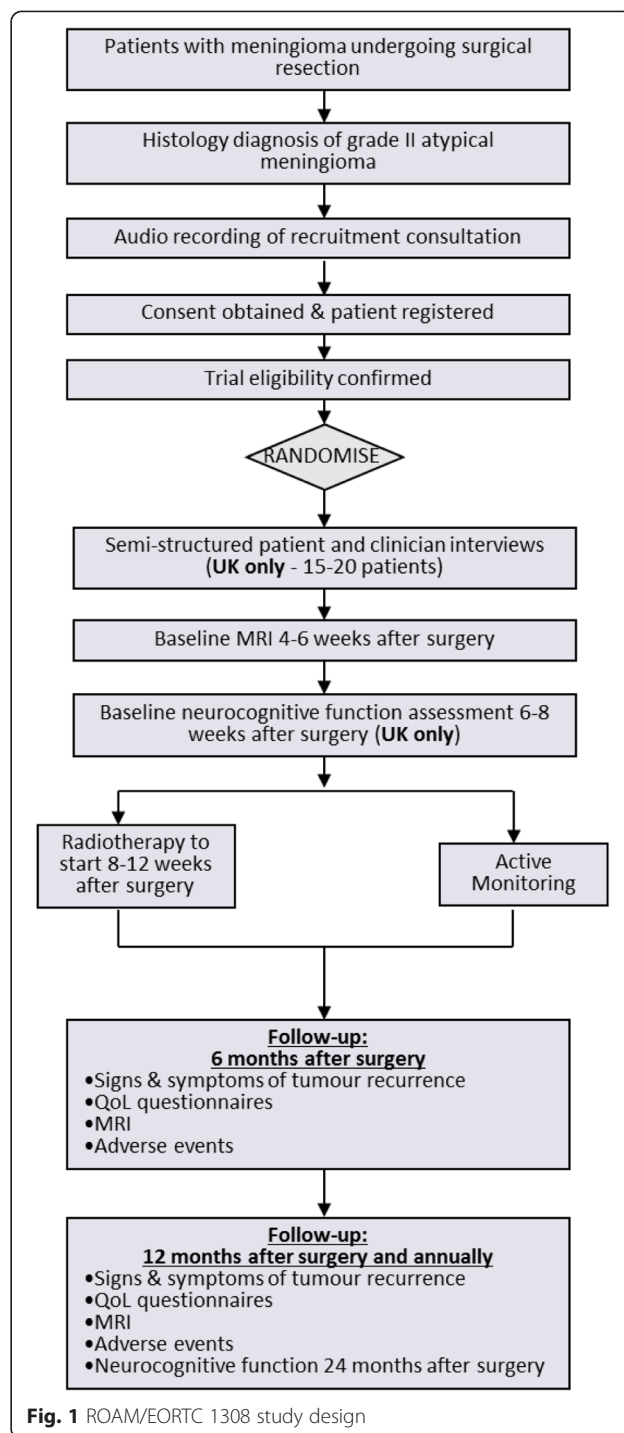 Patients with meningioma undergoing surgical
resection
Histology diagnosis of grade II atypical
meningioma
Audio recording of recruitment consultation
Consent obtained & patient registered
Trial eligibility confirmed
RANDOMISE
Semi-structured patient and clinician interviews
(UK only - 15-20 patients)
Baseline MRI 4-6 weeks after surgery
Baseline neurocognitive function assessment 6-8
weeks after surgery (UK only)
Radiotherapy to
start 8-12 weeks
after surgery
Active
Monitoring
Follow-up:
6 months after surgery
•Signs & symptoms of tumour recurrence
•QoL questionnaires
•MRI
•Adverse events
Follow-up:
12 months after surgery and annually
•Signs & symptoms of tumour recurrence
•QoL questionnaires
•MRI
•Adverse events
•Neurocognitive function 24 months after surgery
Fig. 1 ROAM/EORTC 1308 study design